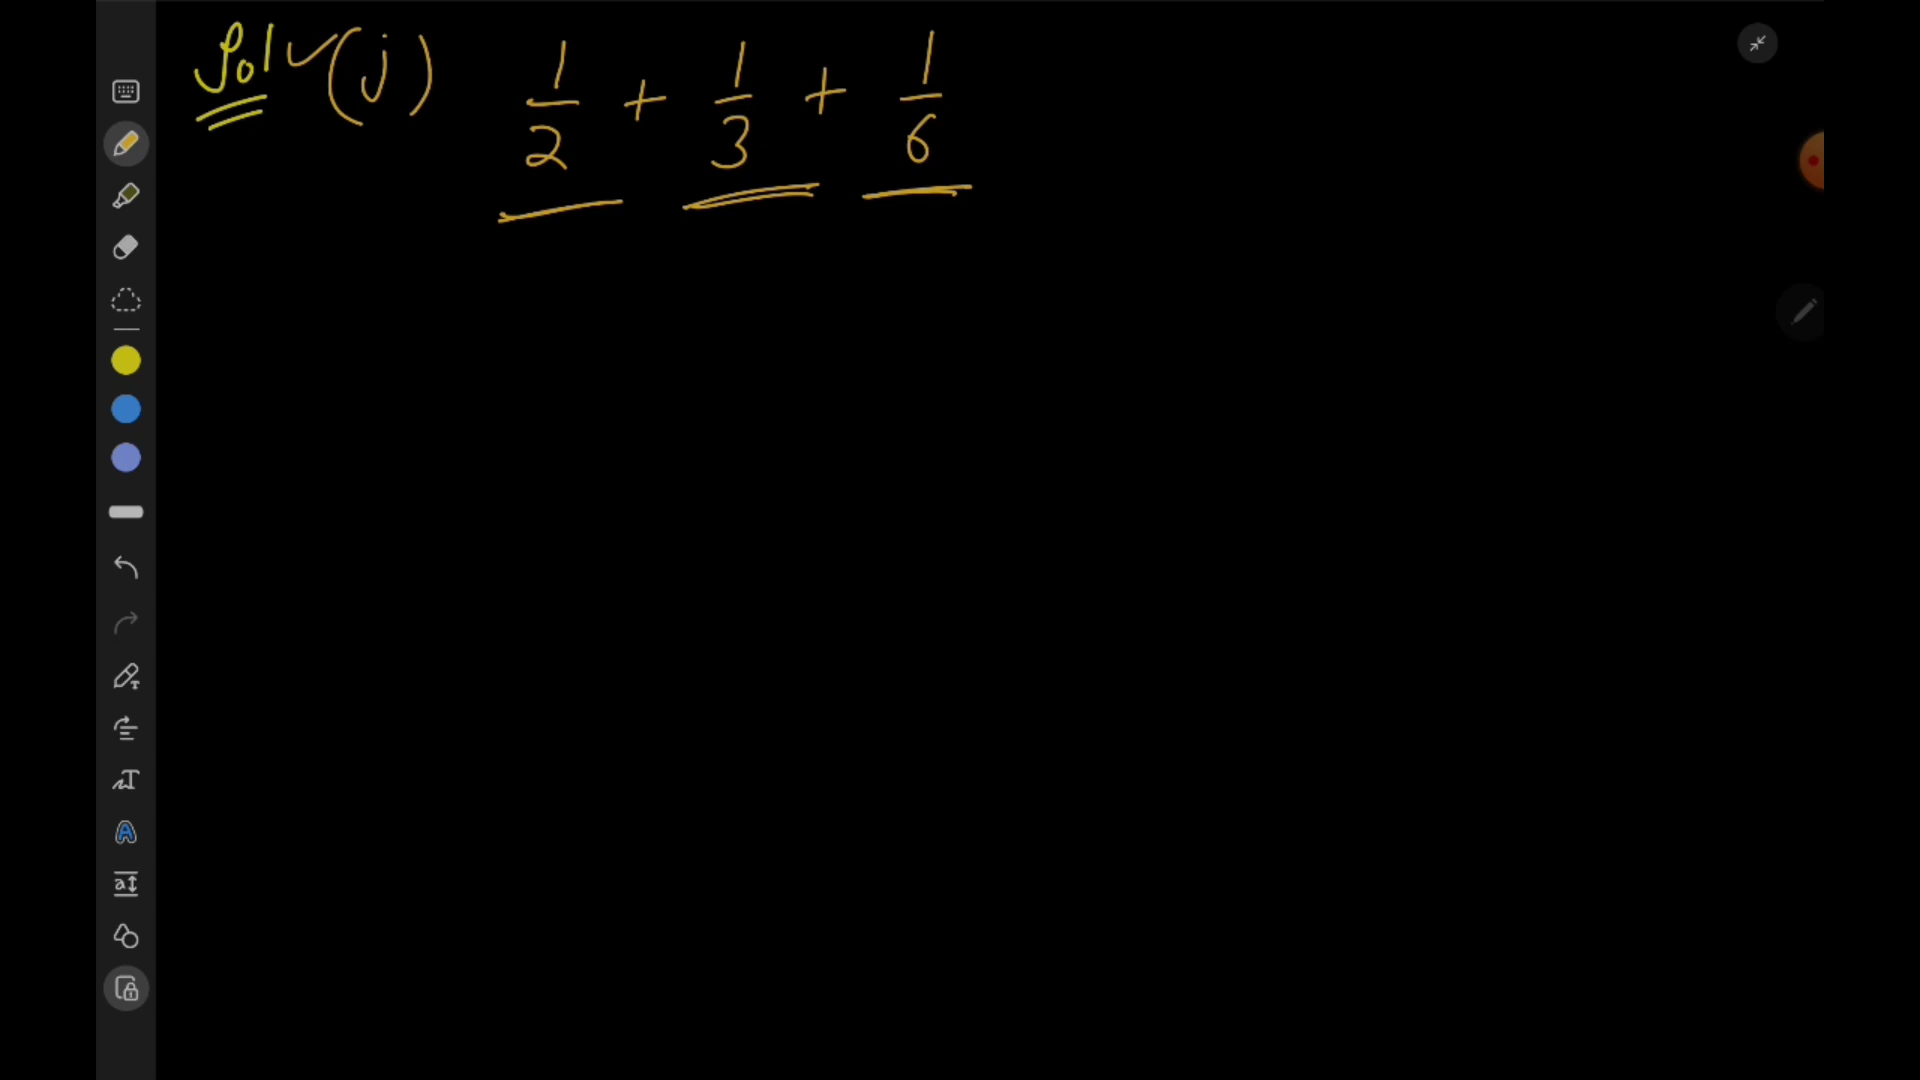 Sol (j) 1/2 + 1/3 + 1/6